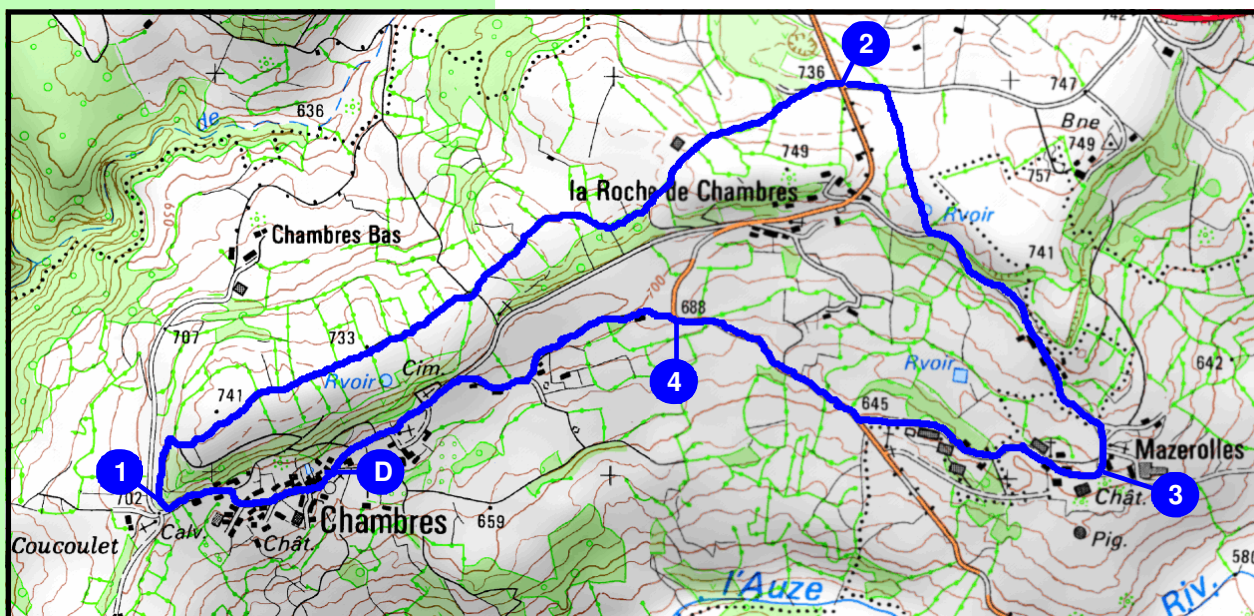 742
2
736
747
de
636
Bne
749
749
757
la Roche de Chambres
650
Rvoir
Chambres Bas
741
700
688
707
733
Cim.
642
Rvoir
Rvoir
4
741
645
Mazerolles
1
D
3
702
Chât.
659
Calv.
Chambres
Coucoulet
Chât.
Pig.
580
l'Auze
Riv.